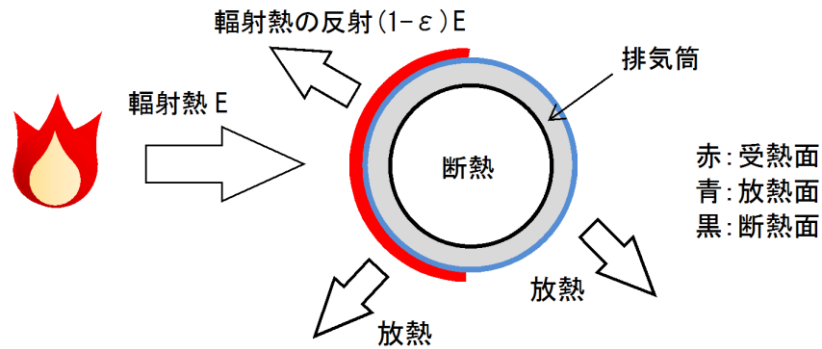 輻射熱の反射(1-ε)E
排気筒
輻射熱 E
断熱
赤:受熱面
青:放熱面
黒:断熱面
放熱
放熱